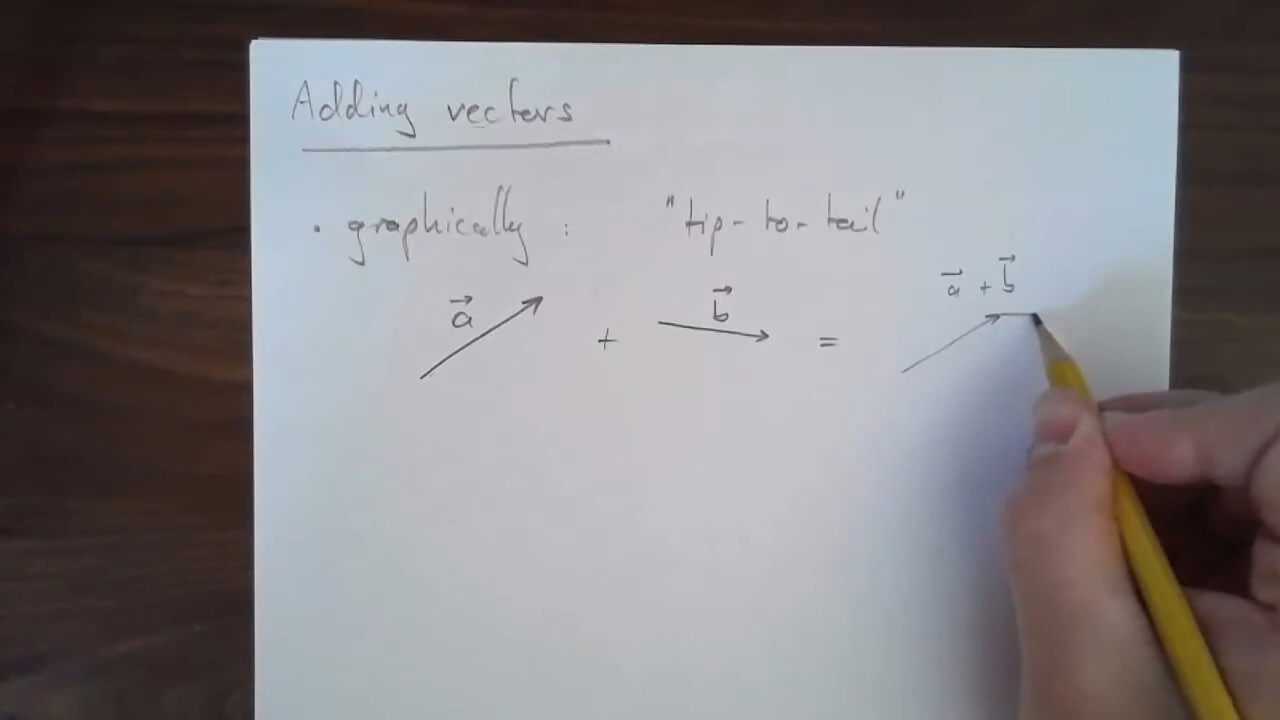 Adding vectors
• graphically : "tip-to-tail"
a⃗ + b⃗ = a⃗ + b⃗